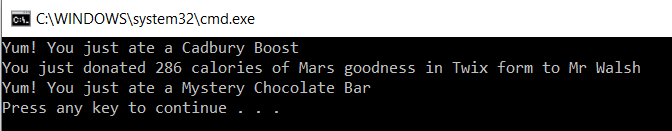 C:\WINDOWS\system32\cmd.exe
Yum! You just ate a Cadbury Boost
You just donated 286 calories of Mars goodness in Twix form to Mr Walsh
Yum! You just ate a Mystery Chocolate Bar
Press any key to continue . . .